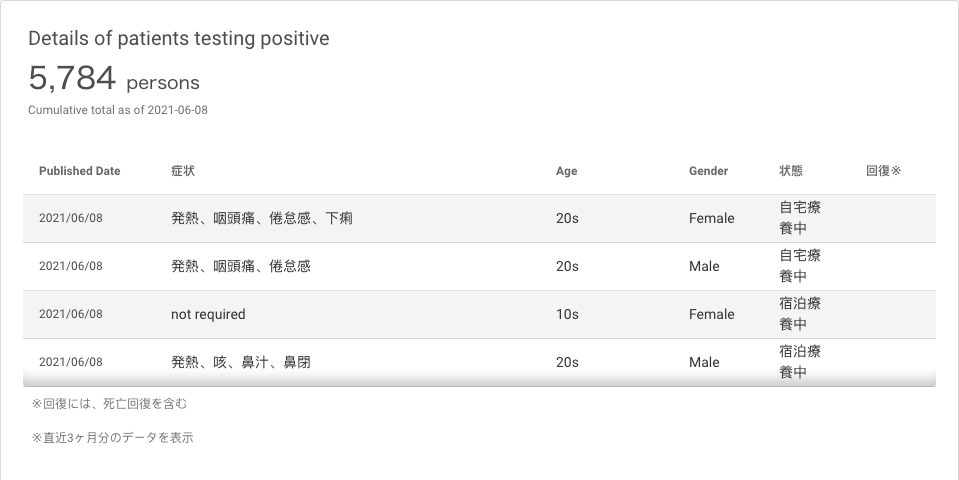 Details of patients testing positive
5,784 persons
Cumulative total as of 2021-06-08
Published Date 症状 Age Gender 状態 回復※
2021/06/08 発熱、咽頭痛、倦怠感、下痢 20s Female 自宅療
養中
2021/06/08 発熱、咽頭痛、倦怠感 20s Male 自宅療
養中
2021/06/08 not required 10s Female 宿泊療
養中
2021/06/08 発熱、咳、鼻汁、鼻閉 20s Male 宿泊療
養中
※回復には、死亡回復を含む
※直近3ヶ月分のデータを表示